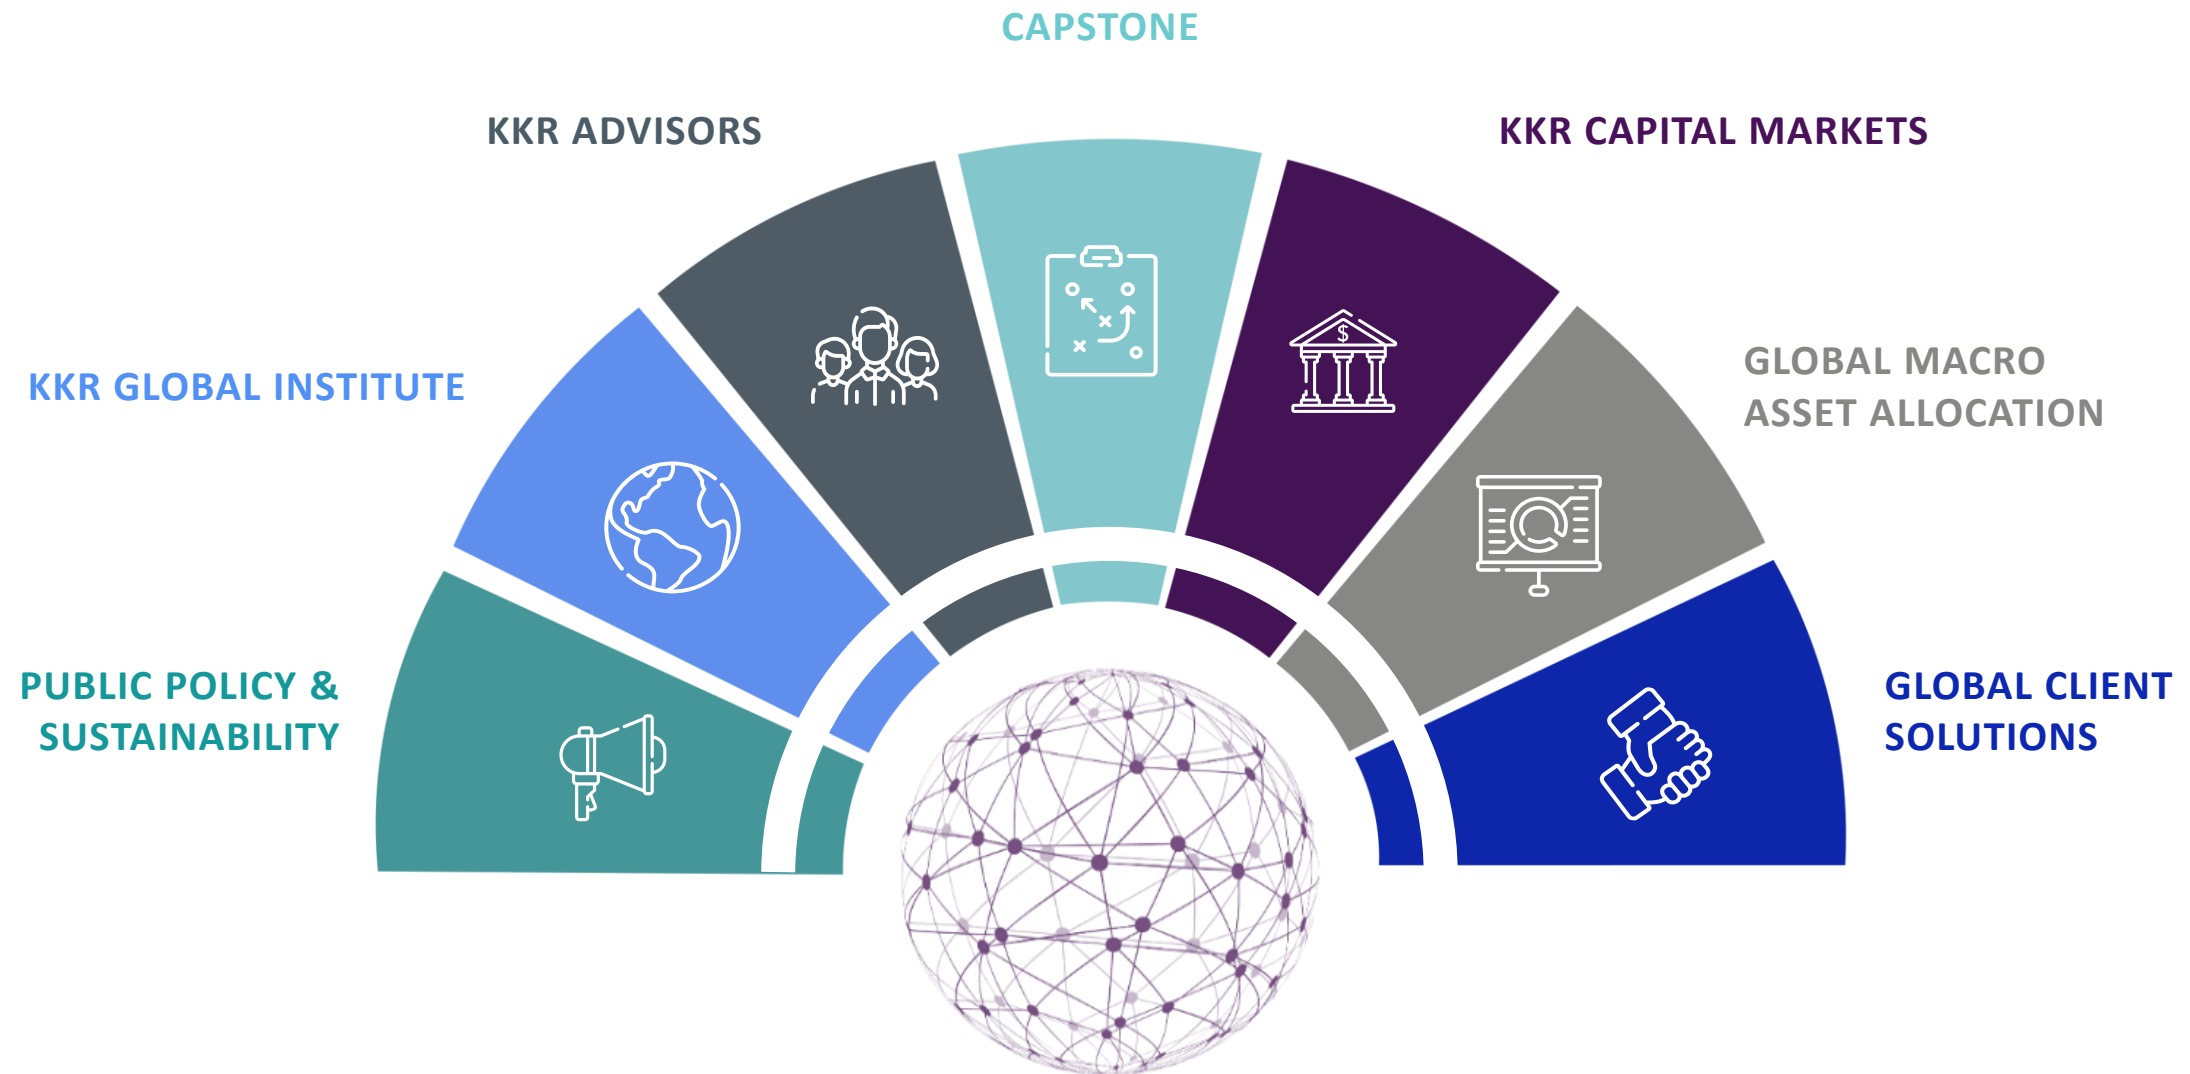 CAPSTONE
KKR ADVISORS
KKR CAPITAL MARKETS
KKR GLOBAL INSTITUTE
GLOBAL MACRO
ASSET ALLOCATION
PUBLIC POLICY &
SUSTAINABILITY
GLOBAL CLIENT
SOLUTIONS
$